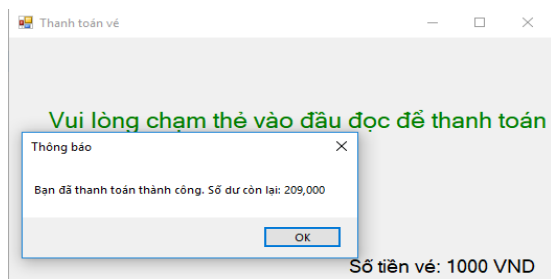 Thanh toán vé
Vui lòng chạm thẻ vào đầu đọc để thanh toán
Thông báo
Bạn đã thanh toán thành công. Số dư còn lại: 209,000
OK
Số tiền vé: 1000 VND